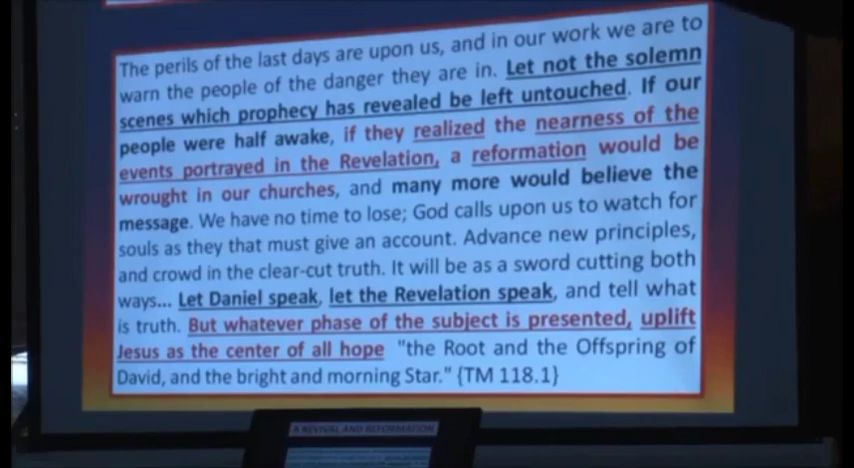 The perils of the last days are upon us, and in our work we are to
warn the people of the danger they are in. Let not the solemn
scenes which prophecy has revealed be left untouched. If our
people were half awake, if they realized the nearness of the
events portrayed in the Revelation, a reformation would be
wrought in our churches, and many more would believe the
message. We have no time to lose; God calls upon us to watch for
souls as they that must give an account. Advance new principles,
and crowd in the clear-cut truth. It will be as a sword cutting both
ways... Let Daniel speak, let the Revelation speak, and tell what
is truth. But whatever phase of the subject is presented, uplift
Jesus as the center of all hope "the Root and the Offspring of
David, and the bright and morning Star." {TM 118.1}
A REVIVAL AND REFORMATION